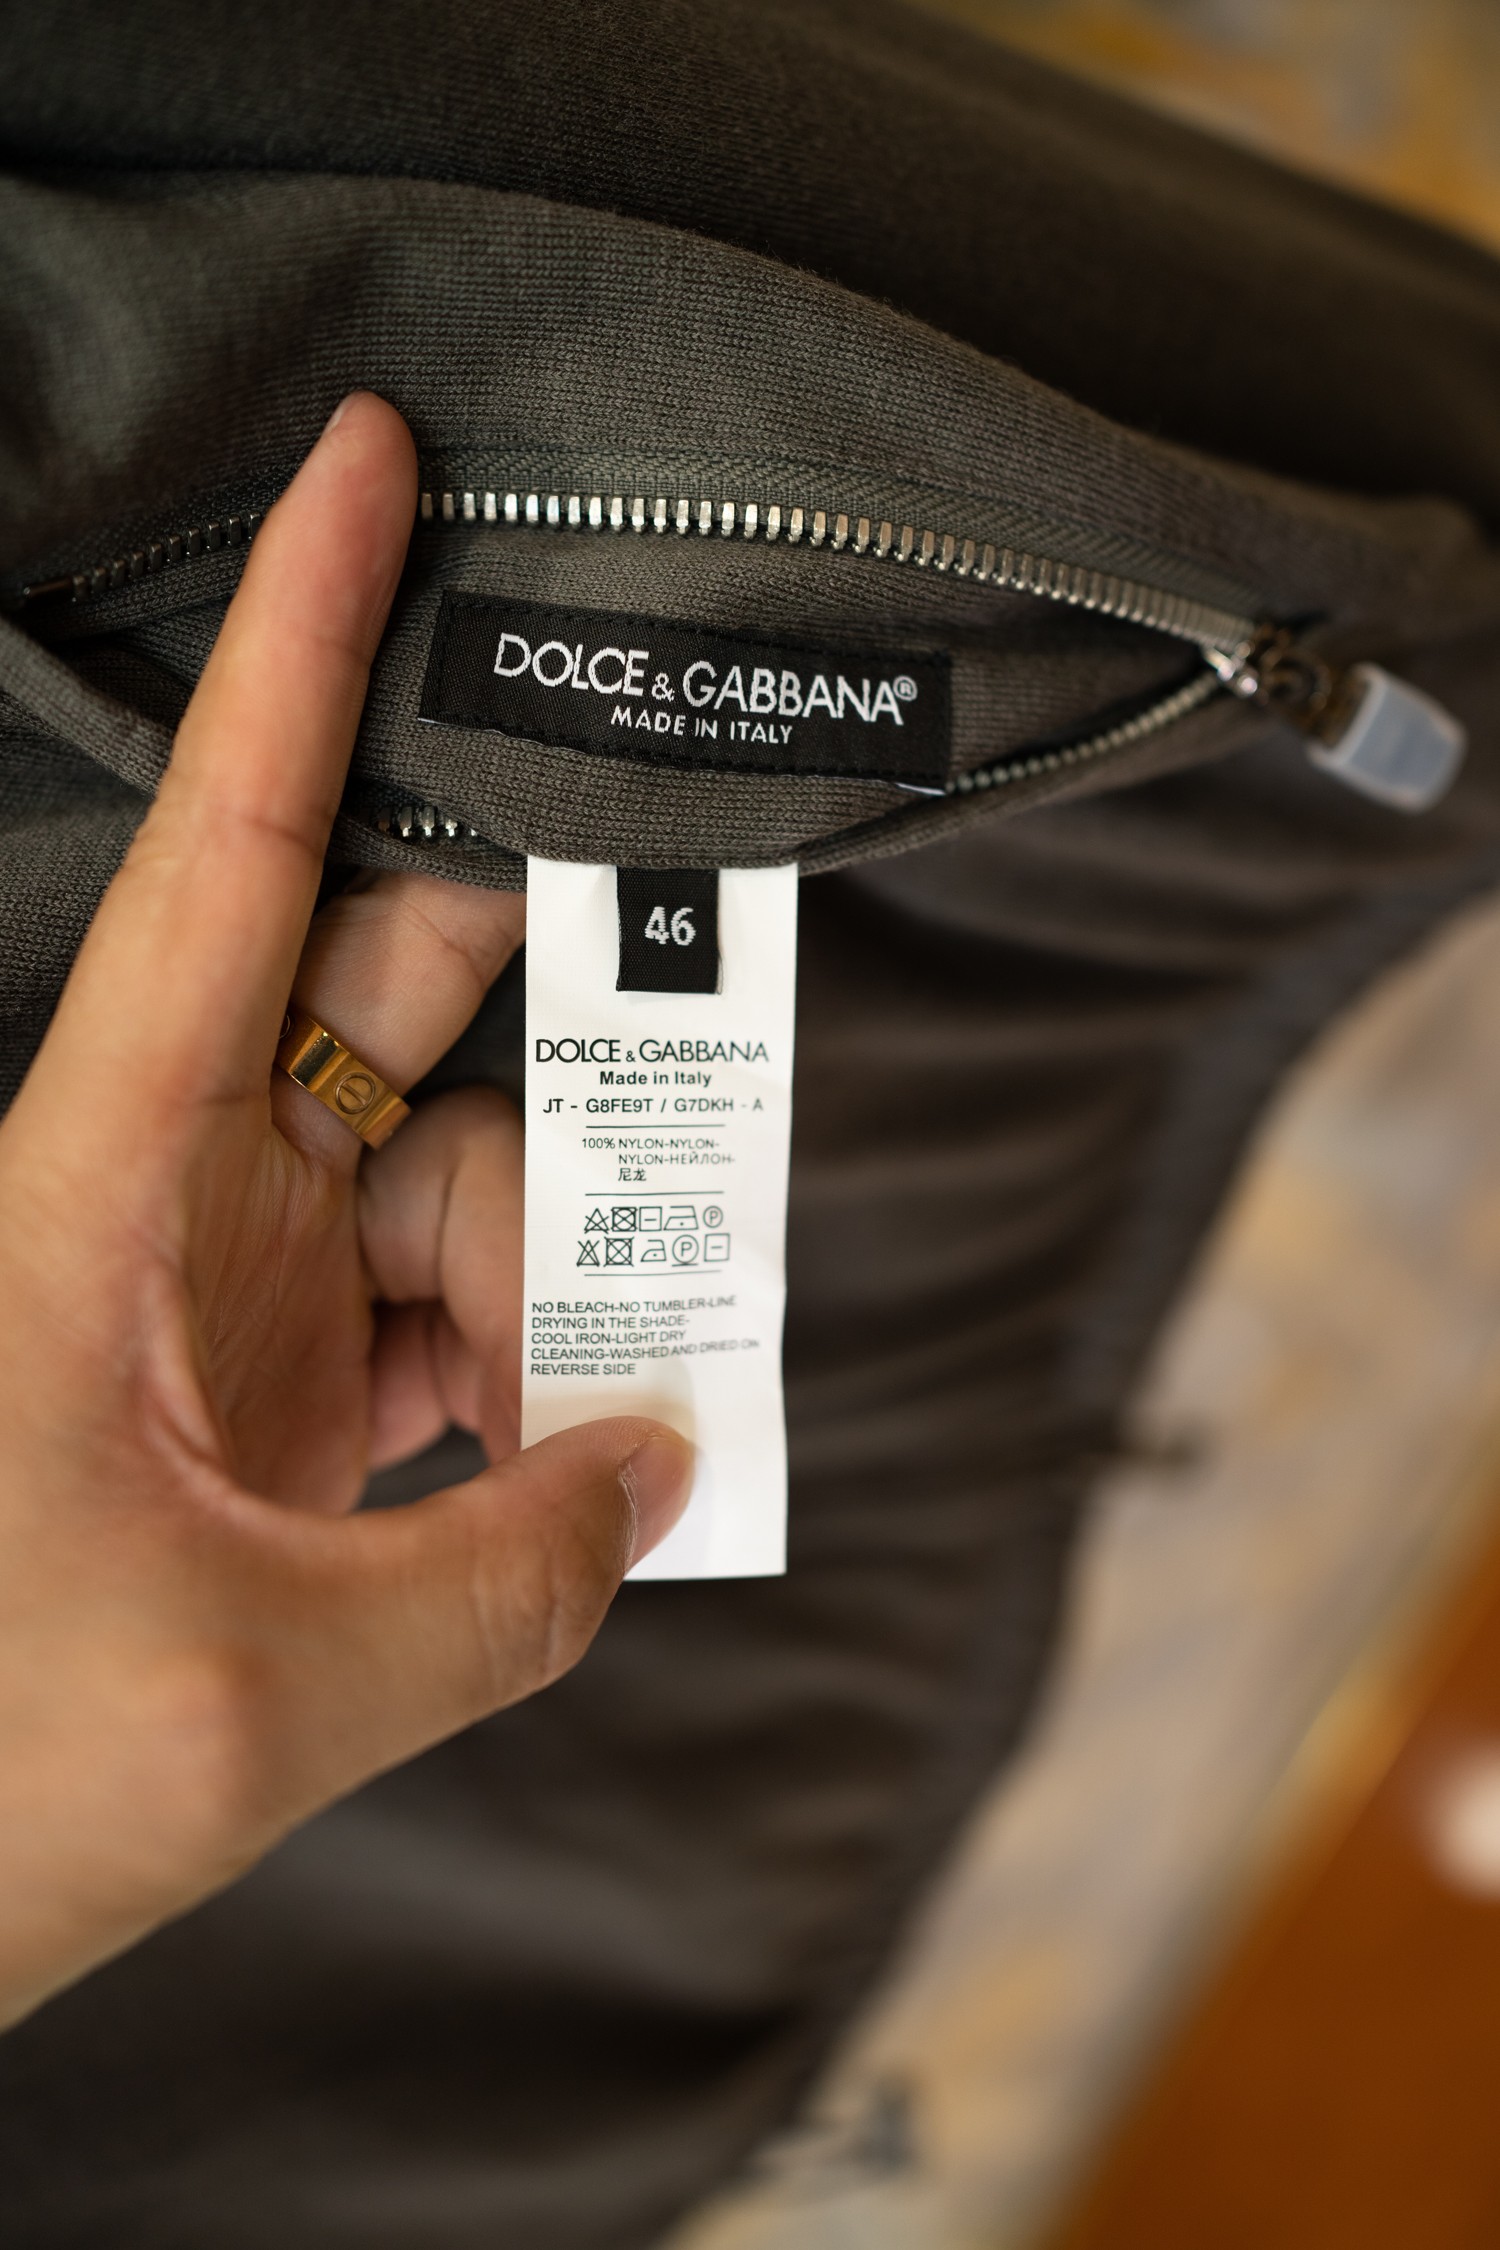 DOLCE & GABBANA®
MADE IN ITALY
46
DOLCE & GABBANA
Made in Italy
JT - G8FE9T / G7DKH - A
100% NYLON-NYLON-
NYLON-НЕЙЛОН-
尼龙
P
P
NO BLEACH-NO TUMBLER-LINE
DRYING IN THE SHADE-
COOL IRON-LIGHT DRY
CLEANING-WASHED AND DRIED ON
REVERSE SIDE